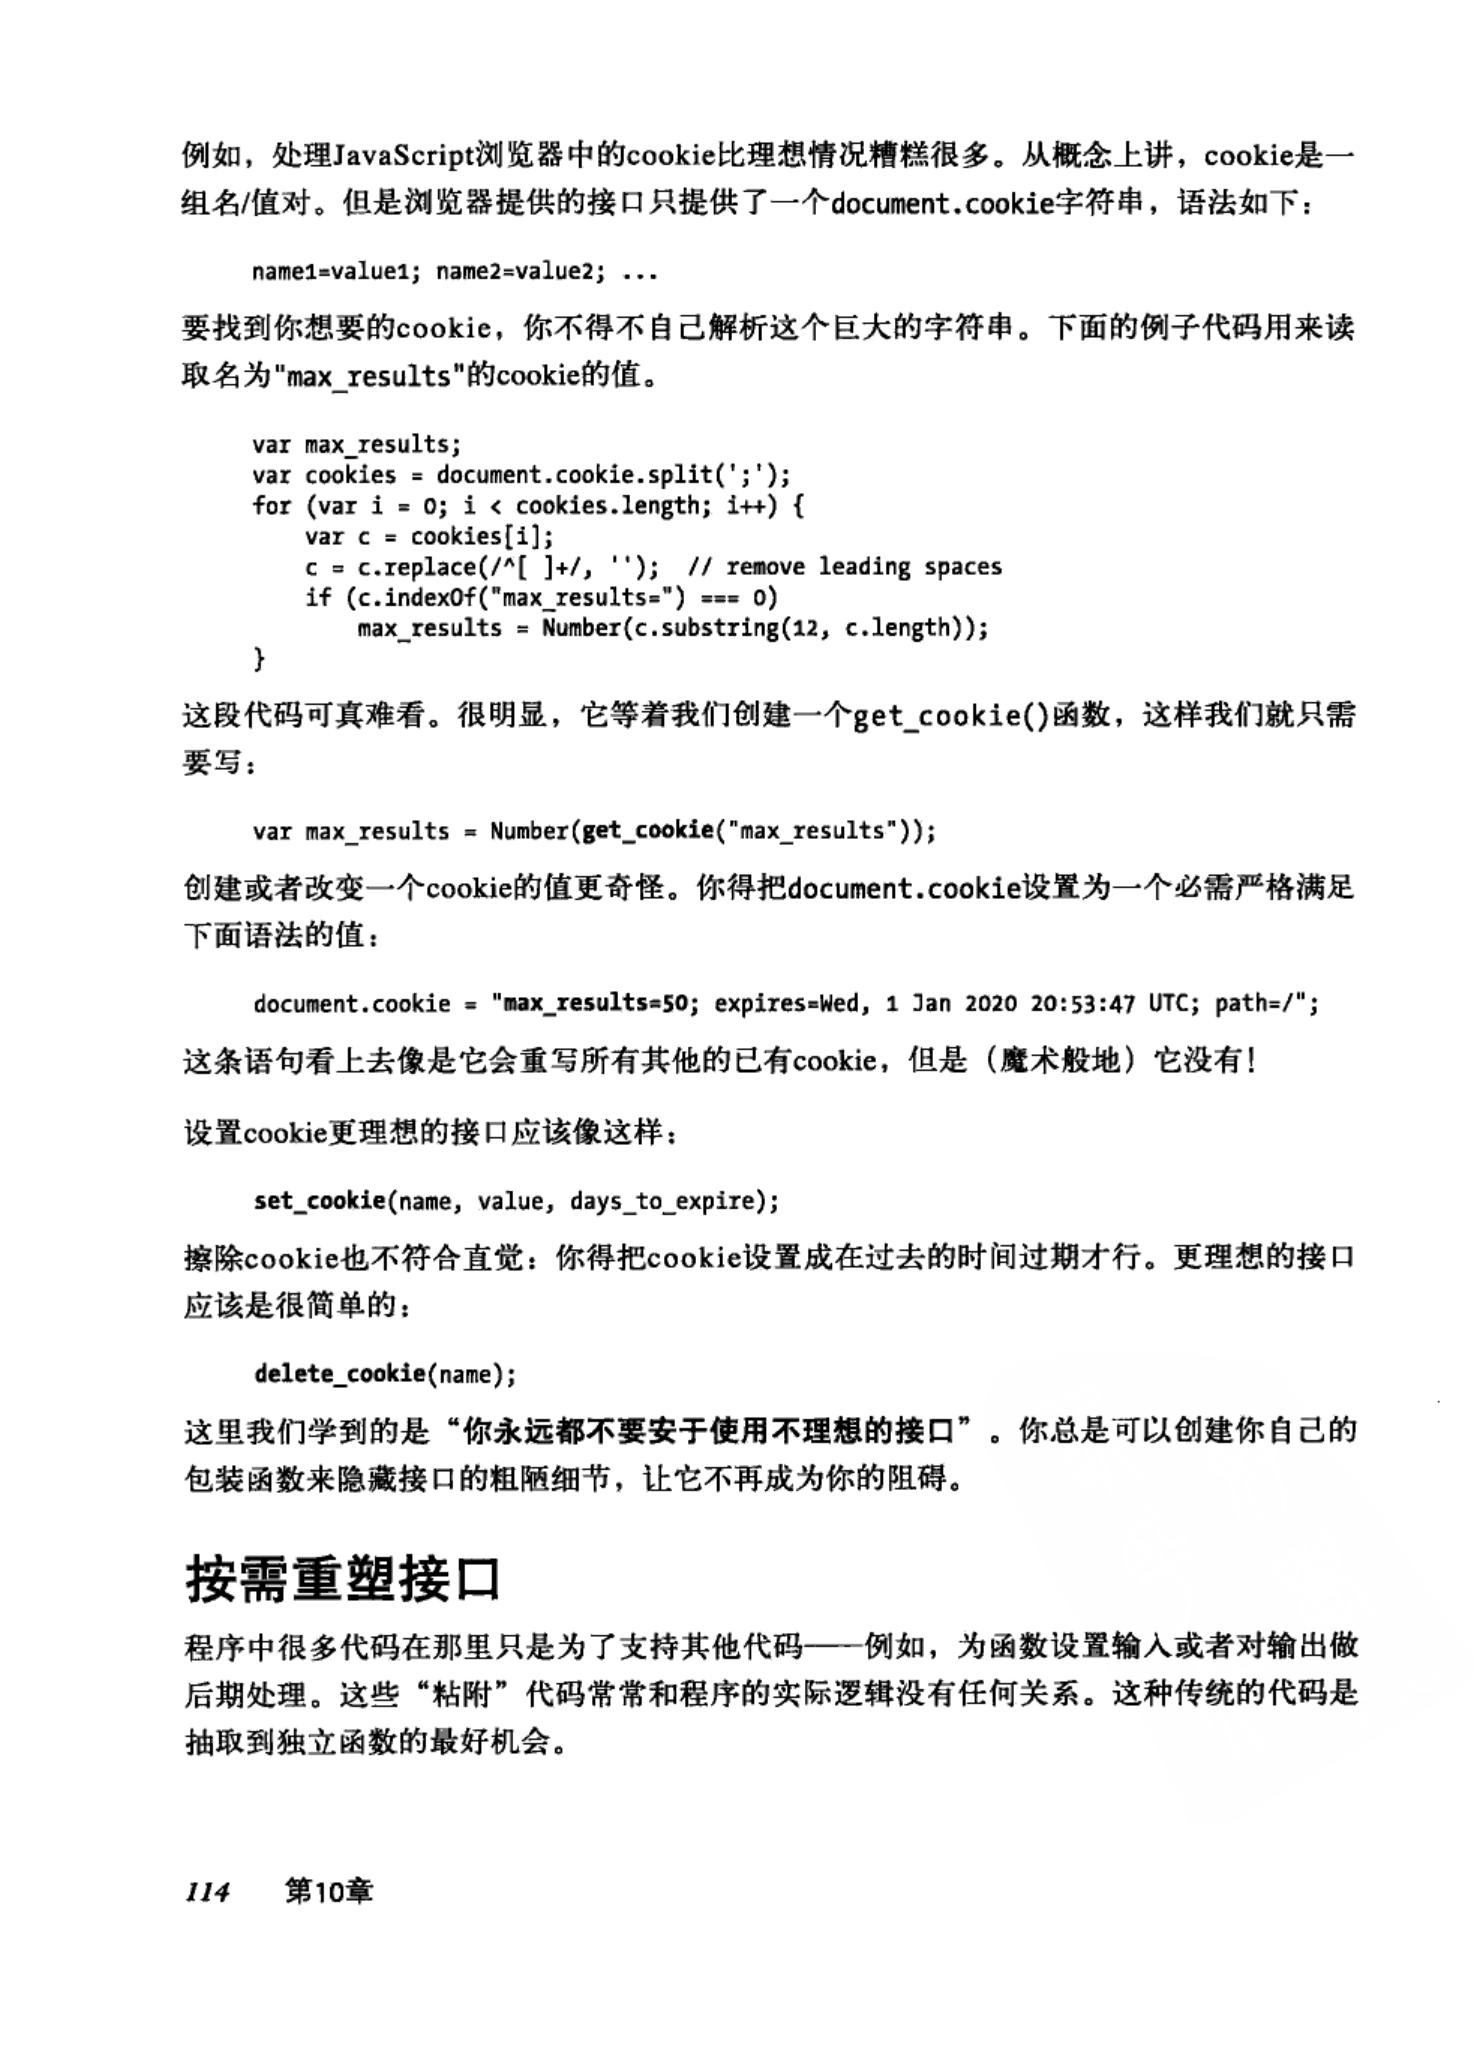 例如，处理JavaScript浏览器中的cookie比理想情况糟糕很多。从概念上讲，cookie是一
组名/值对。但是浏览器提供的接口只提供了一个document.cookie字符串，语法如下：
name1=value1; name2=value2; ...
要找到你想要的cookie，你不得不自己解析这个巨大的字符串。下面的例子代码用来读
取名为"max_results"的cookie的值。
var max_results;
var cookies = document.cookie.split(';');
for (var i = 0; i < cookies.length; i++) {
    var c = cookies[i];
    c = c.replace(/^[ ]+/, '');  // remove leading spaces
    if (c.indexOf("max_results=") === 0)
        max_results = Number(c.substring(12, c.length));
}
这段代码可真难看。很明显，它等着我们创建一个get_cookie()函数，这样我们就只需
要写：
var max_results = Number(get_cookie("max_results"));
创建或者改变一个cookie的值更奇怪。你得把document.cookie设置为一个必需严格满足
下面语法的值：
document.cookie = "max_results=50; expires=Wed, 1 Jan 2020 20:53:47 UTC; path=/";
这条语句看上去像是它会重写所有其他的已有cookie，但是（魔术般地）它没有！
设置cookie更理想的接口应该像这样：
set_cookie(name, value, days_to_expire);
擦除cookie也不符合直觉：你得把cookie设置成在过去的时间过期才行。更理想的接口
应该是很简单的：
delete_cookie(name);
这里我们学到的是“你永远都不要安于使用不理想的接口”。你总是可以创建你自己的
包装函数来隐藏接口的粗陋细节，让它不再成为你的阻碍。
按需重塑接口
程序中很多代码在那里只是为了支持其他代码——例如，为函数设置输入或者对输出做
后期处理。这些“粘附”代码常常和程序的实际逻辑没有任何关系。这种传统的代码是
抽取到独立函数的最好机会。
114 第10章